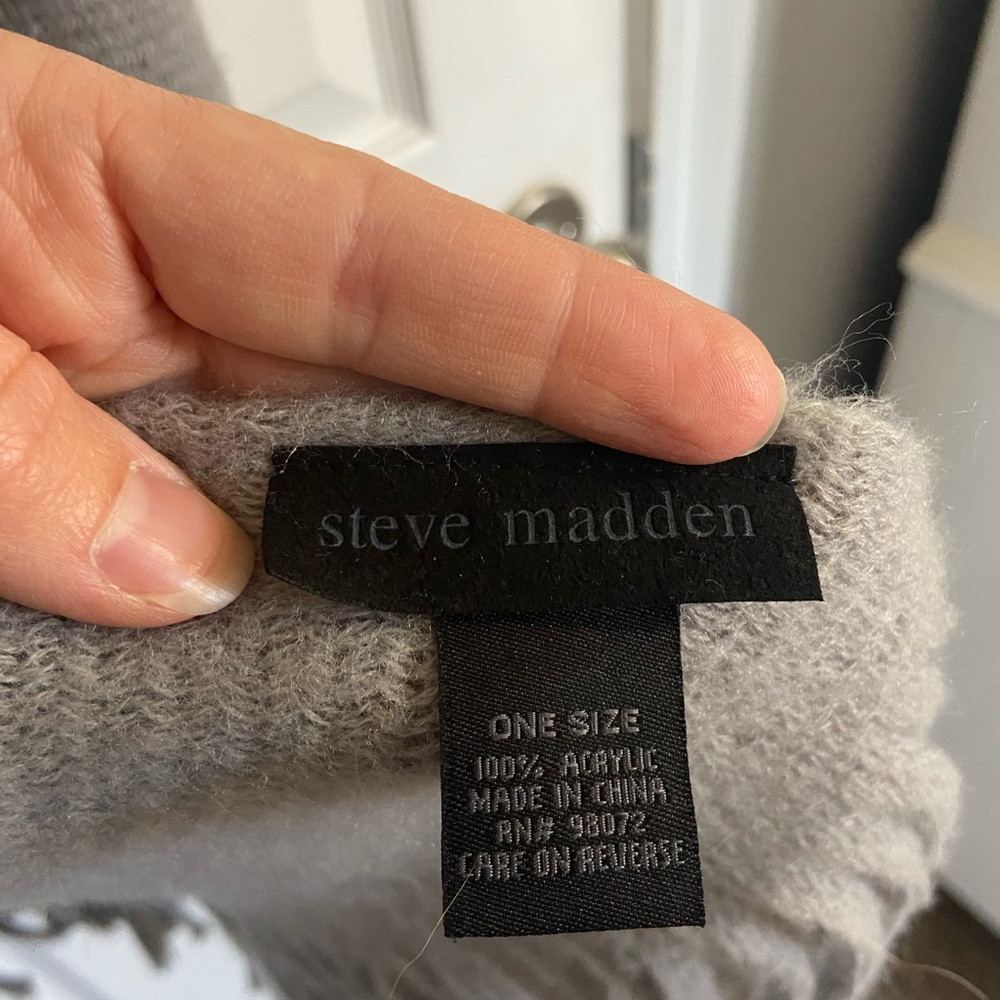 steve madden
ONE SIZE
100% ACRYLIC
MADE IN CHINA
RN# 98072
CARE ON REVERSE